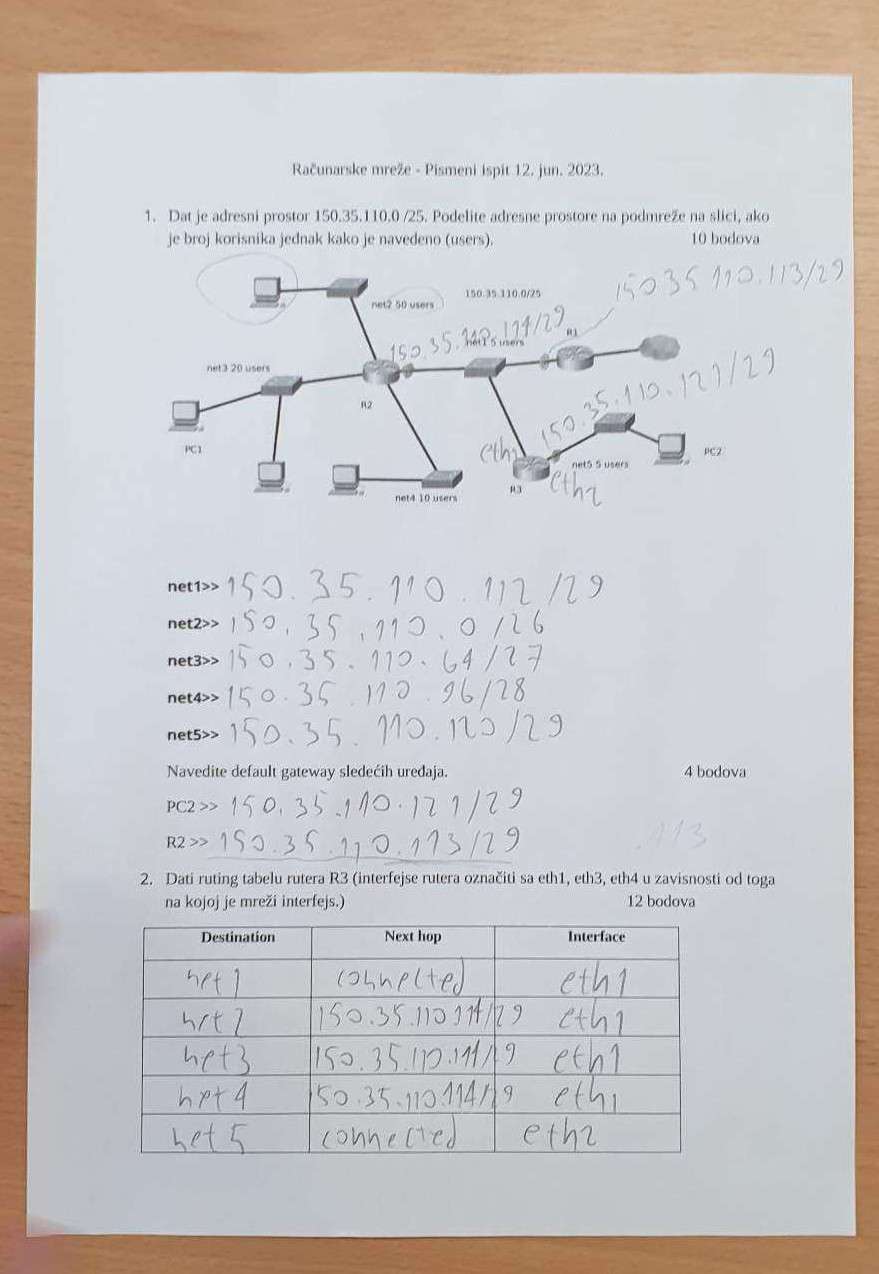 Računarske mreže - Pismeni ispit 12. jun. 2023.
1. Dat je adresni prostor 150.35.110.0 /25. Podelite adresne prostore na podmreže na slici, ako
je broj korisnika jednak kako je navedeno (users). 10 bodova
150 35 110.113/29
150.35.110.0/25
net2 50 users
150.35.110.114/29
net1 5 users
R1
net3 20 users
150.35.110.121/29
R2
PC1
eth1
PC2
net5 5 users
R3
eth2
net4 10 users
net1>> 150.35.110.112/29
net2>> 150.35.110.0/26
net3>> 150.35.110.64/27
net4>> 150.35 110.96/28
net5>> 150.35.110.120/29
Navedite default gateway sledećih uređaja. 4 bodova
PC2 >> 150.35.110.121/29
R2 >> 150.35.110.113/29 .113
2. Dati ruting tabelu rutera R3 (interfejse rutera označiti sa eth1, eth3, eth4 u zavisnosti od toga
na kojoj je mreži interfejs.) 12 bodova
Destination Next hop Interface
net1 connected eth1
net2 150.35.110.114/29 eth1
net3 150.35.110.114/29 eth1
net4 150.35.110.114/29 eth1
net5 connected eth2